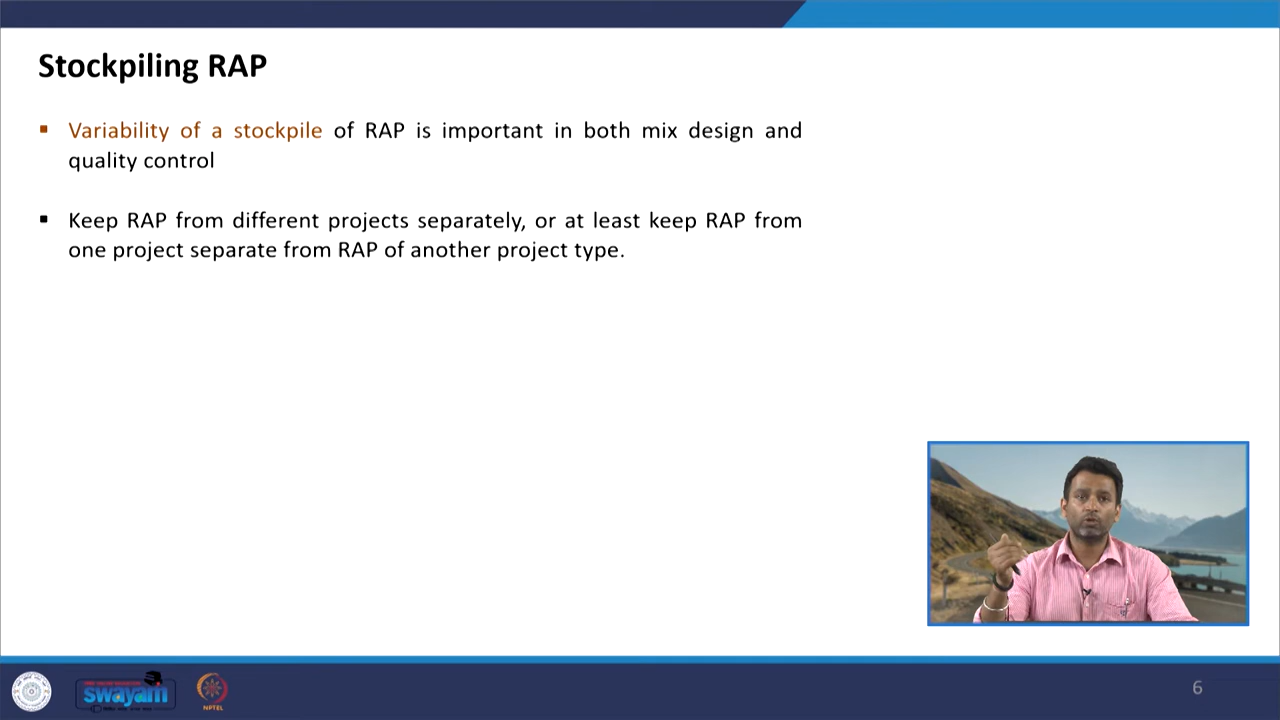 Stockpiling RAP
Variability of a stockpile of RAP is important in both mix design and
quality control
Keep RAP from different projects separately, or at least keep RAP from
one project separate from RAP of another project type.
swayam
NPTEL
6